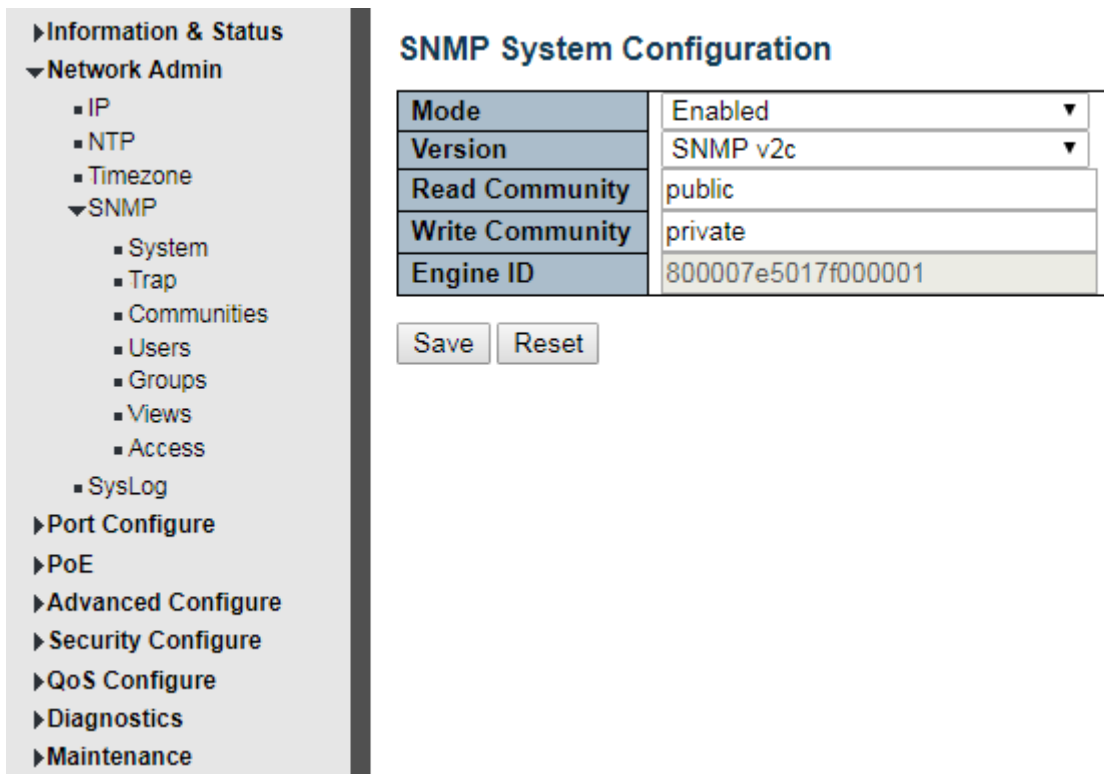 Information & Status
Network Admin
IP
NTP
Timezone
SNMP
System
Trap
Communities
Users
Groups
Views
Access
SysLog
Port Configure
PoE
Advanced Configure
Security Configure
QoS Configure
Diagnostics
Maintenance
SNMP System Configuration
Mode Enabled
Version SNMP v2c
Read Community public
Write Community private
Engine ID 800007e5017f000001
Save Reset